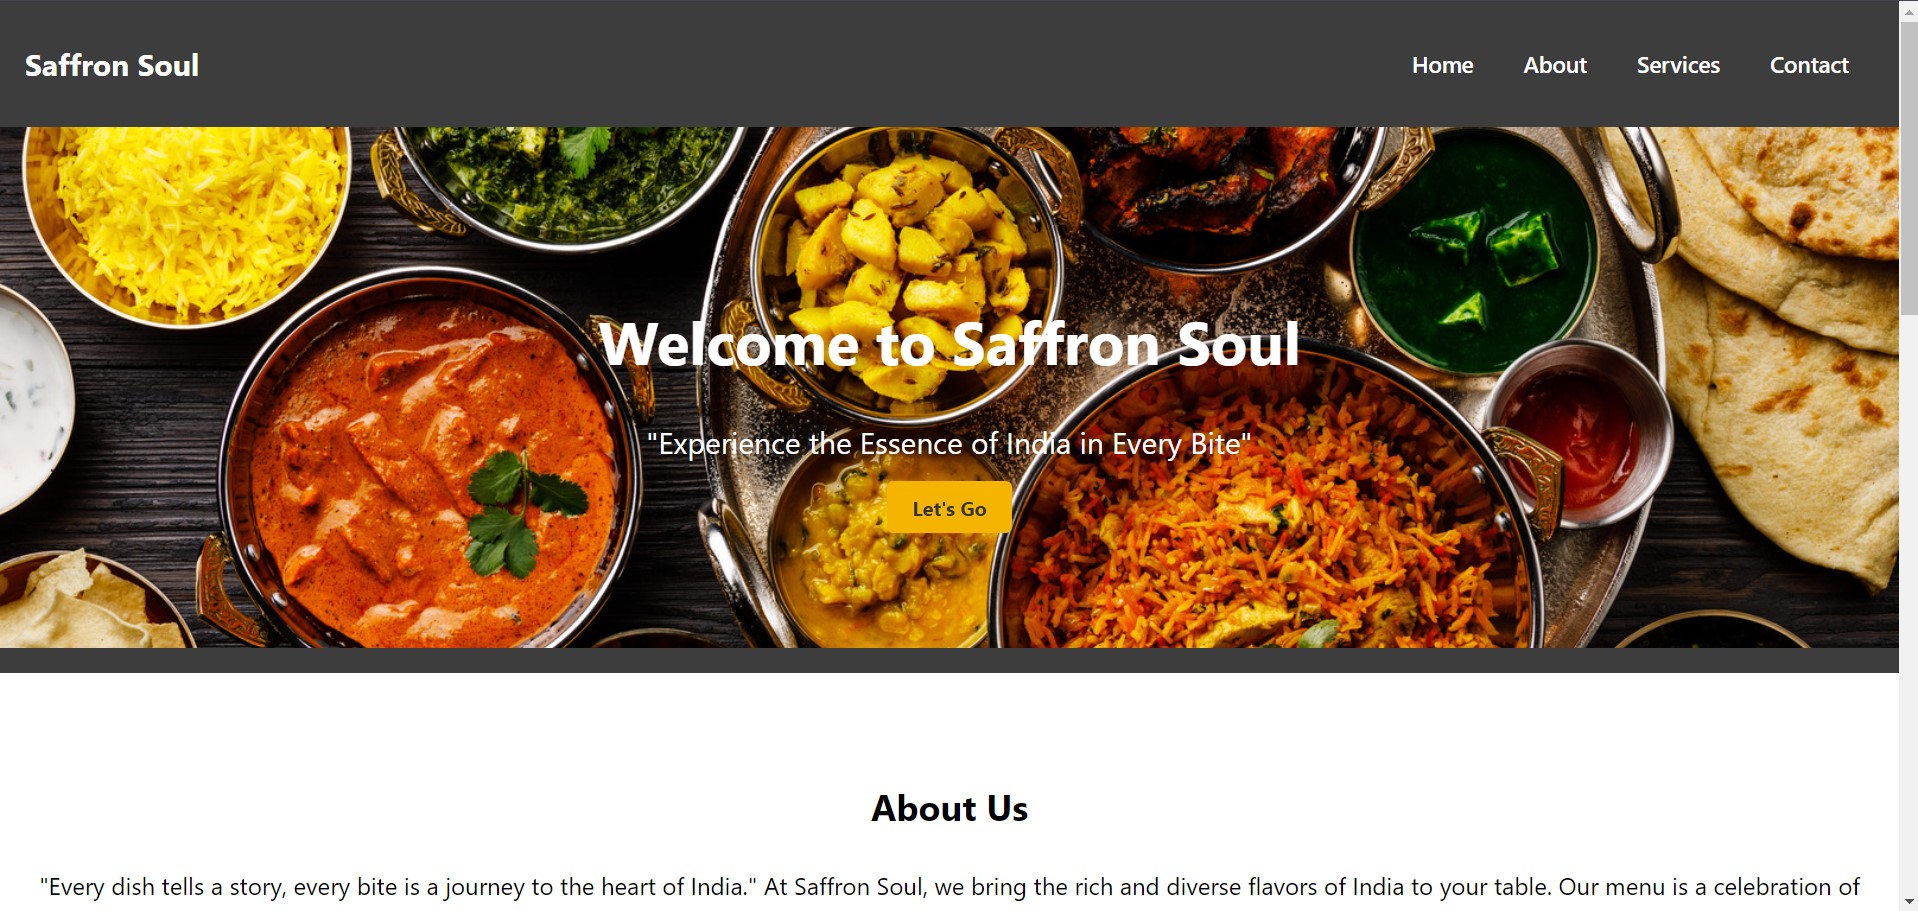 Saffron Soul
Home About Services Contact
Welcome to Saffron Soul
"Experience the Essence of India in Every Bite"
Let's Go
About Us
"Every dish tells a story, every bite is a journey to the heart of India." At Saffron Soul, we bring the rich and diverse flavors of India to your table. Our menu is a celebration of